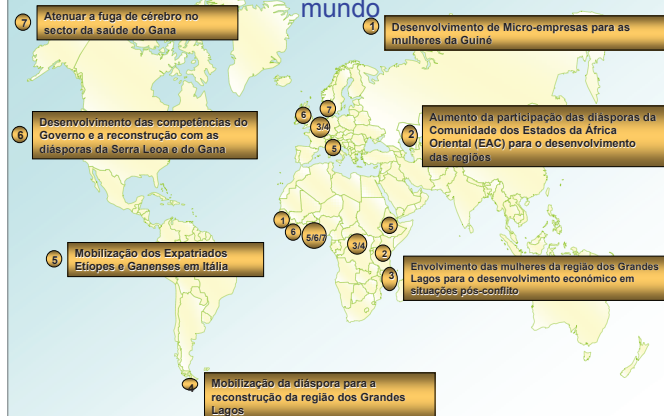 mundo
7
Atenuar a fuga de cérebro no
sector da saúde do Gana
1
Desenvolvimento de Micro-empresas para as
mulheres da Guiné
6
Desenvolvimento das competências do
Governo e a reconstrução com as
diásporas da Serra Leoa e do Gana
6
7
3/4
5
2
Aumento da participação das diásporas da
Comunidade dos Estados da África
Oriental (EAC) para o desenvolvimento
das regiões
1
6
5/6/7
3/4
5
2
3
5
Mobilização dos Expatriados
Etíopes e Ganenses em Itália
Envolvimento das mulheres da região dos Grandes
Lagos para o desenvolvimento económico em
situações pós-conflito
4
Mobilização da diáspora para a
reconstrução da região dos Grandes
Lagos